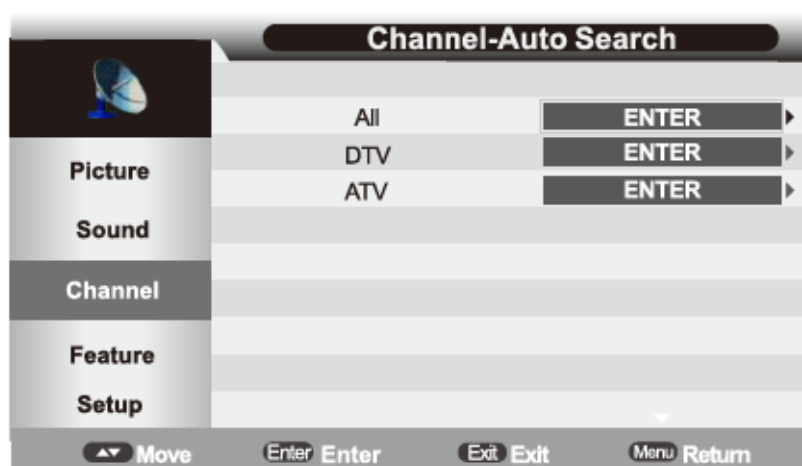 Channel-Auto Search
All ENTER
DTV ENTER
ATV ENTER
Picture
Sound
Channel
Feature
Setup
Move Enter Enter Exit Exit Menu Return